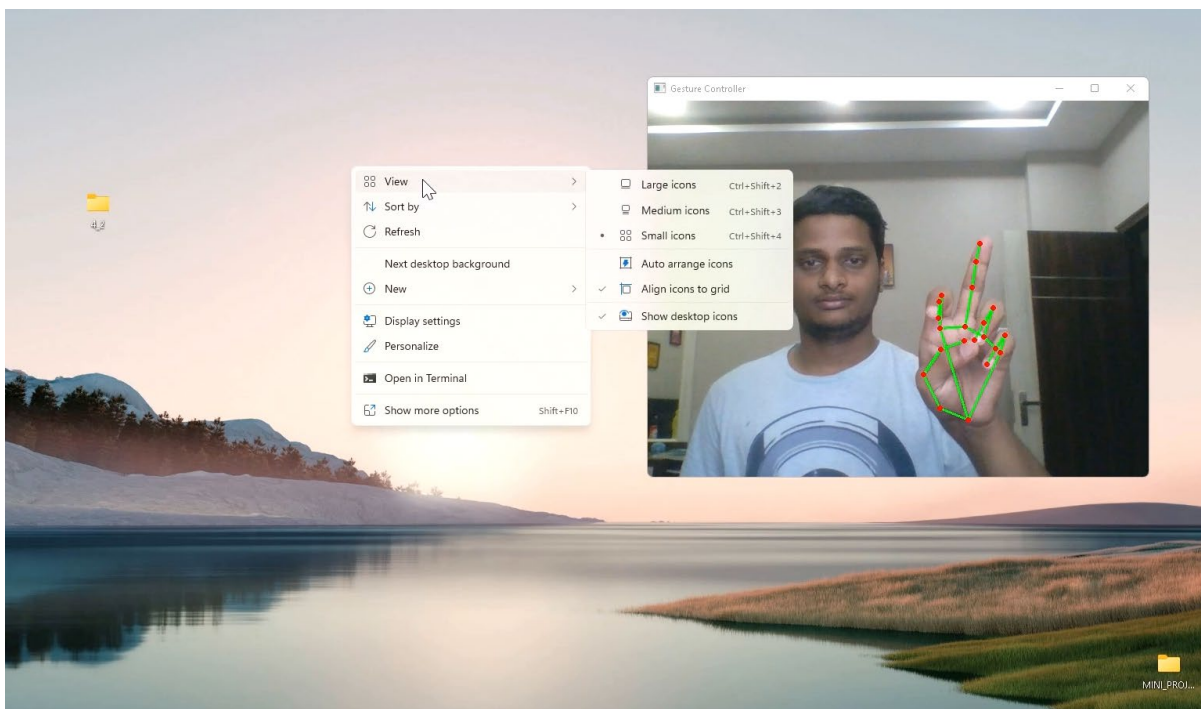 Gesture Controller
View
Sort by
Refresh
Next desktop background
New
Display settings
Personalize
Open in Terminal
Show more options Shift+F10
Large icons Ctrl+Shift+2
Medium icons Ctrl+Shift+3
Small icons Ctrl+Shift+4
Auto arrange icons
Align icons to grid
Show desktop icons
MINI_PROJ...